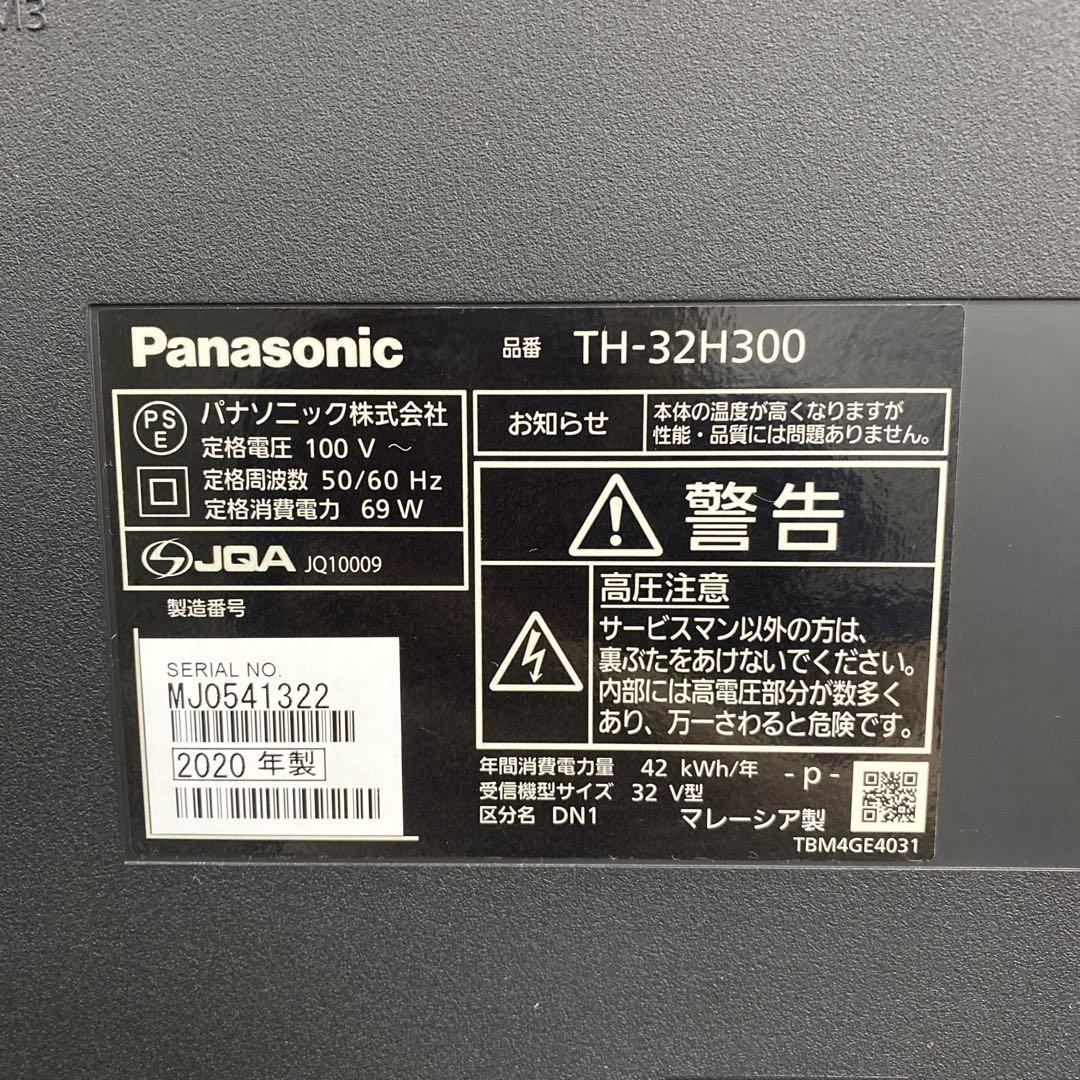 Panasonic
品番 TH-32H300
PS
E
パナソニック株式会社
定格電圧 100 V ～
定格周波数 50/60 Hz
定格消費電力 69 W
JQA JQ10009
製造番号
SERIAL NO.
MJ0541322
2020 年製
お知らせ
本体の温度が高くなりますが
性能・品質には問題ありません。
警告
高圧注意
サービスマン以外の方は、
裏ぶたをあけないでください。
内部には高電圧部分が数多く
あり、万一さわると危険です。
年間消費電力量 42 kWh/年
受信機型サイズ 32 V型
区分名 DN1
- p -
マレーシア製
TBM4GE4031